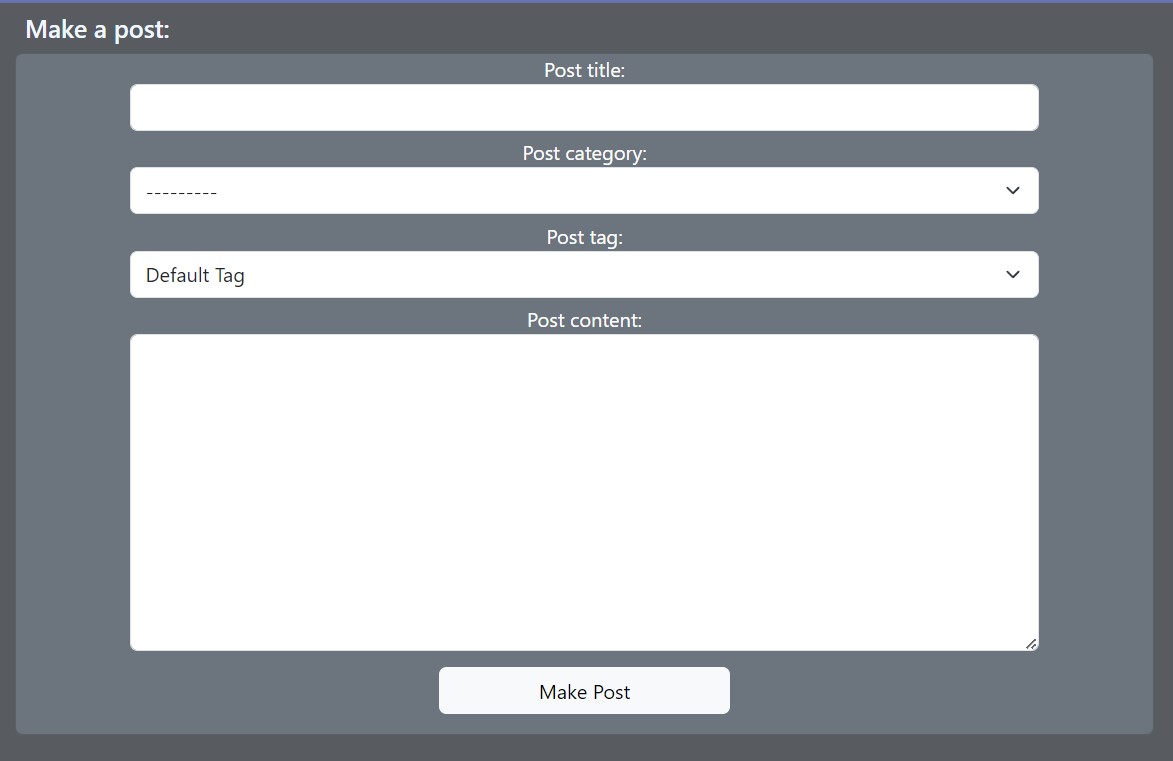 Make a post:
Post title:
Post category:
---------
Post tag:
Default Tag
Post content:
Make Post